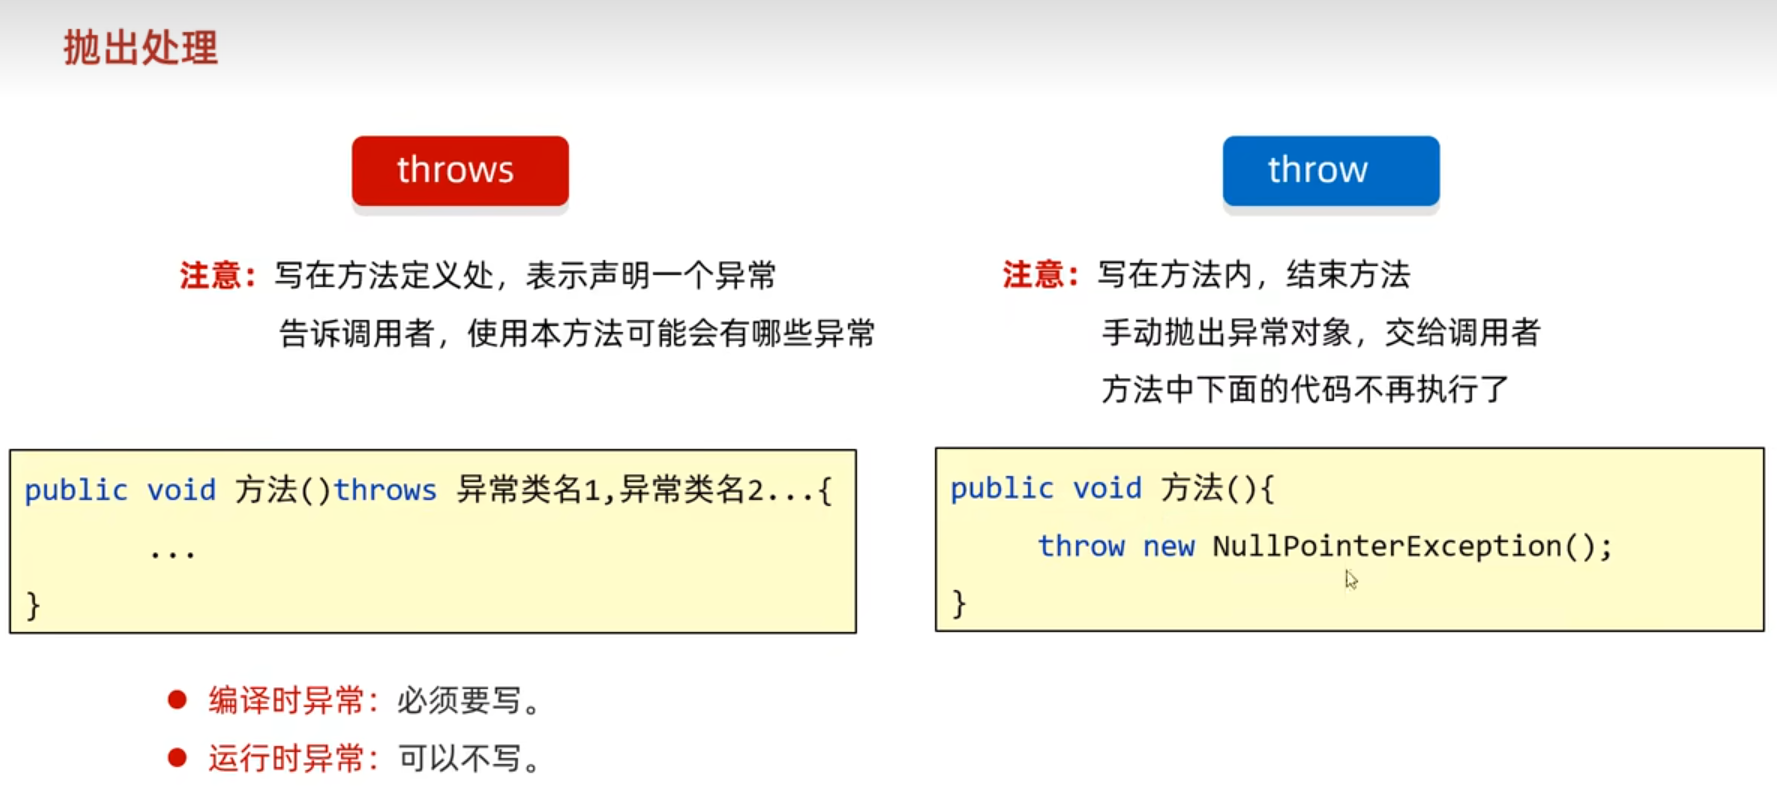 抛出处理
throws
注意：写在方法定义处，表示声明一个异常
告诉调用者，使用本方法可能会有哪些异常
public void 方法()throws 异常类名1,异常类名2...{
...
}
编译时异常：必须要写。
运行时异常：可以不写。
throw
注意：写在方法内，结束方法
手动抛出异常对象，交给调用者
方法中下面的代码不再执行了
public void 方法(){
throw new NullPointerException();
}